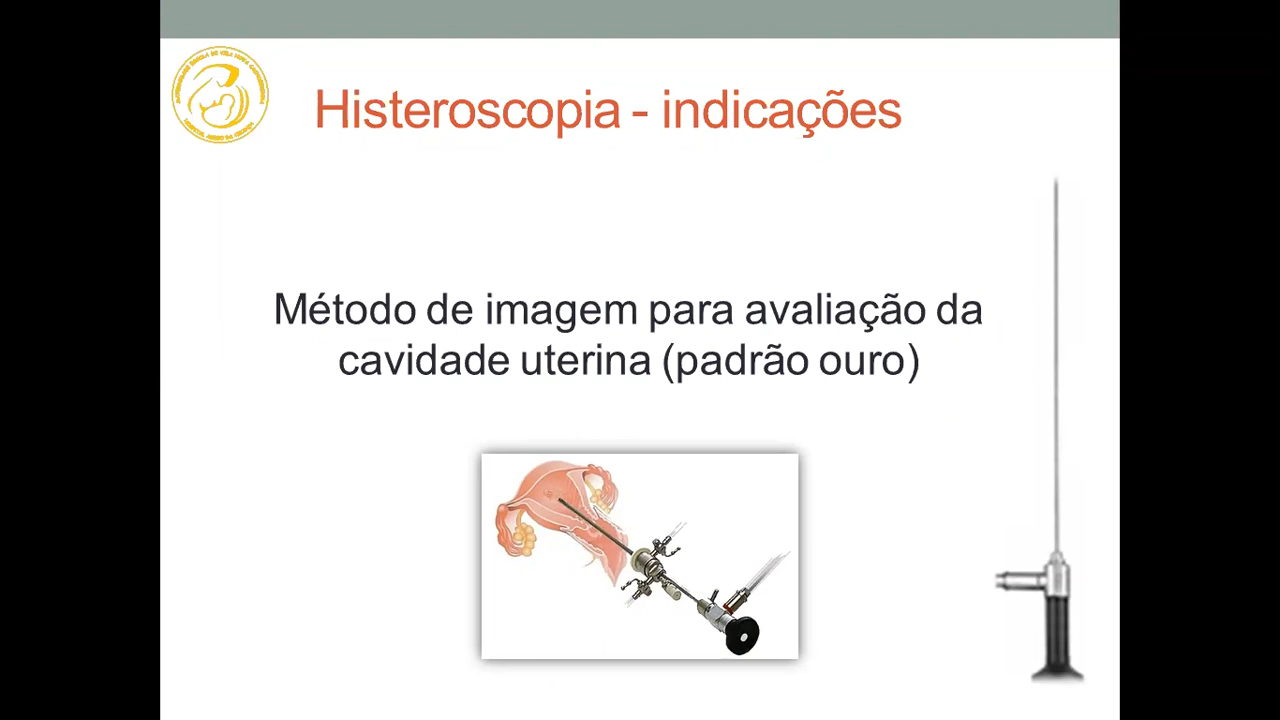 Histeroscopia - indicações
Método de imagem para avaliação da
cavidade uterina (padrão ouro)